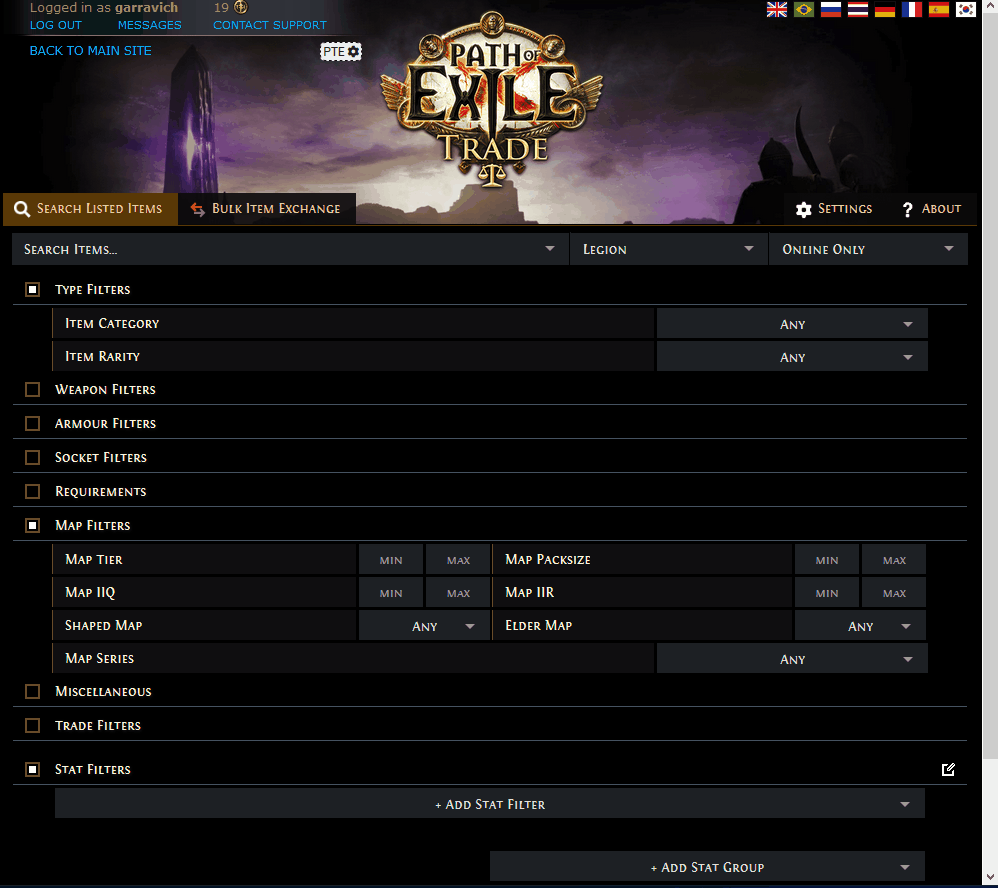 Logged in as garravich 19
LOG OUT MESSAGES CONTACT SUPPORT
BACK TO MAIN SITE PTE
PATH OF
EXILE
TRADE
Search Listed Items Bulk Item Exchange Settings ? About
Search Items... Legion Online Only
Type Filters
Item Category Any
Item Rarity Any
Weapon Filters
Armour Filters
Socket Filters
Requirements
Map Filters
Map Tier MIN MAX Map Packsize MIN MAX
Map IIQ MIN MAX Map IIR MIN MAX
Shaped Map Any Elder Map Any
Map Series Any
Miscellaneous
Trade Filters
Stat Filters
+ Add Stat Filter
+ Add Stat Group